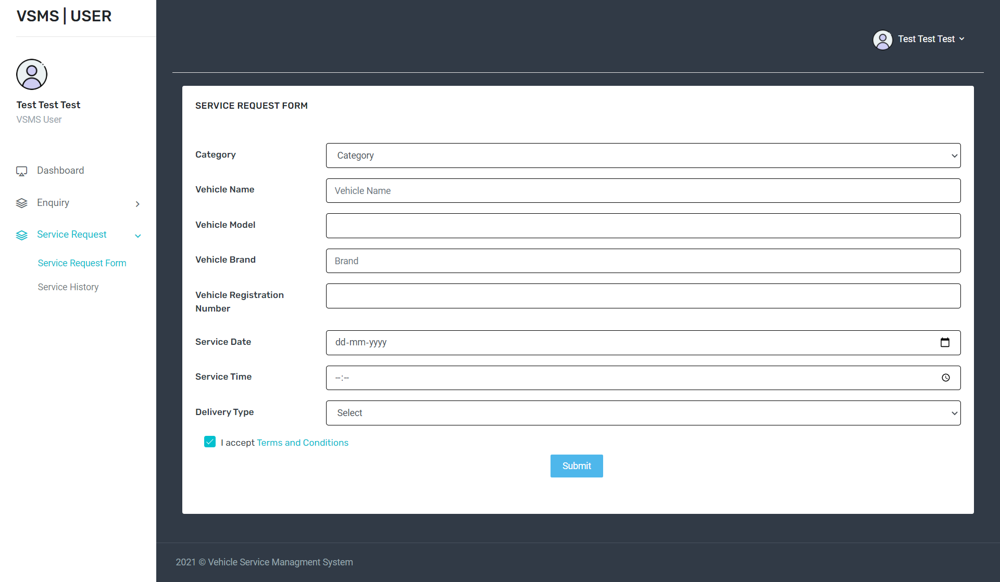 VSMS | USER
Test Test Test
Test Test Test
VSMS User
Dashboard
Enquiry
Service Request
Service Request Form
Service History
SERVICE REQUEST FORM
Category
Category
Vehicle Name
Vehicle Name
Vehicle Model
Vehicle Brand
Brand
Vehicle Registration
Number
Service Date
dd-mm-yyyy
Service Time
--:--
Delivery Type
Select
I accept Terms and Conditions
Submit
2021 © Vehicle Service Managment System